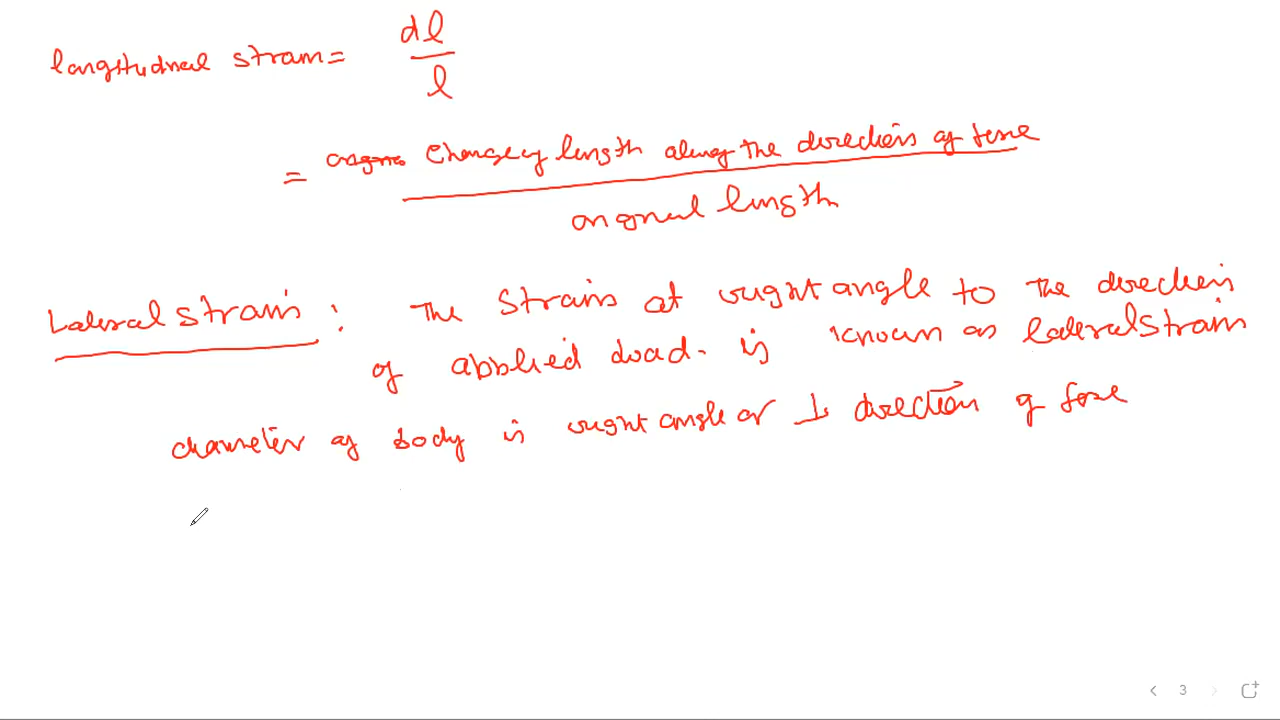 longitudinal strain = dl / l
= change of length along the direction of force / original length
Lateral strain : The strain at right angle to the direction
of applied load. is known as lateral strain
diameter of body is right angle or ⊥ direction of force
3